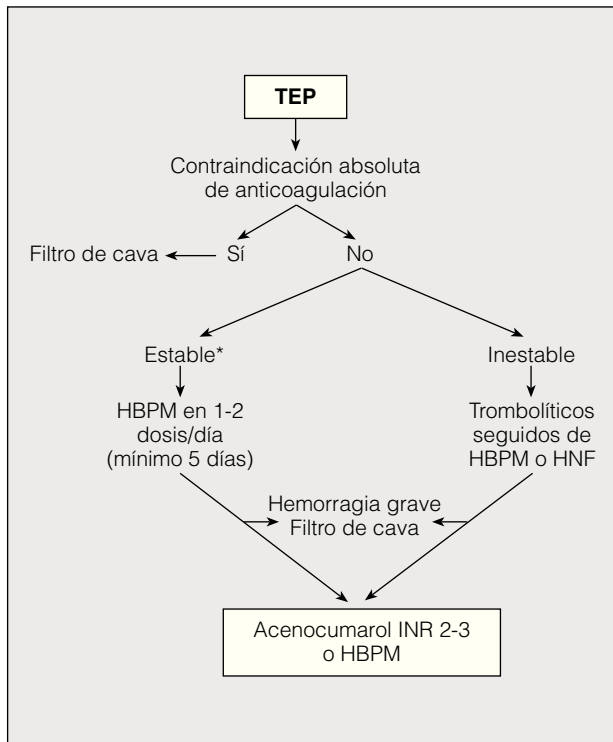 TEP
Contraindicación absoluta
de anticoagulación
Filtro de cava
Sí
No
Estable*
Inestable
HBPM en 1-2
dosis/día
(mínimo 5 días)
Trombolíticos
seguidos de
HBPM o HNF
Hemorragia grave
Filtro de cava
Acenocumarol INR 2-3
o HBPM